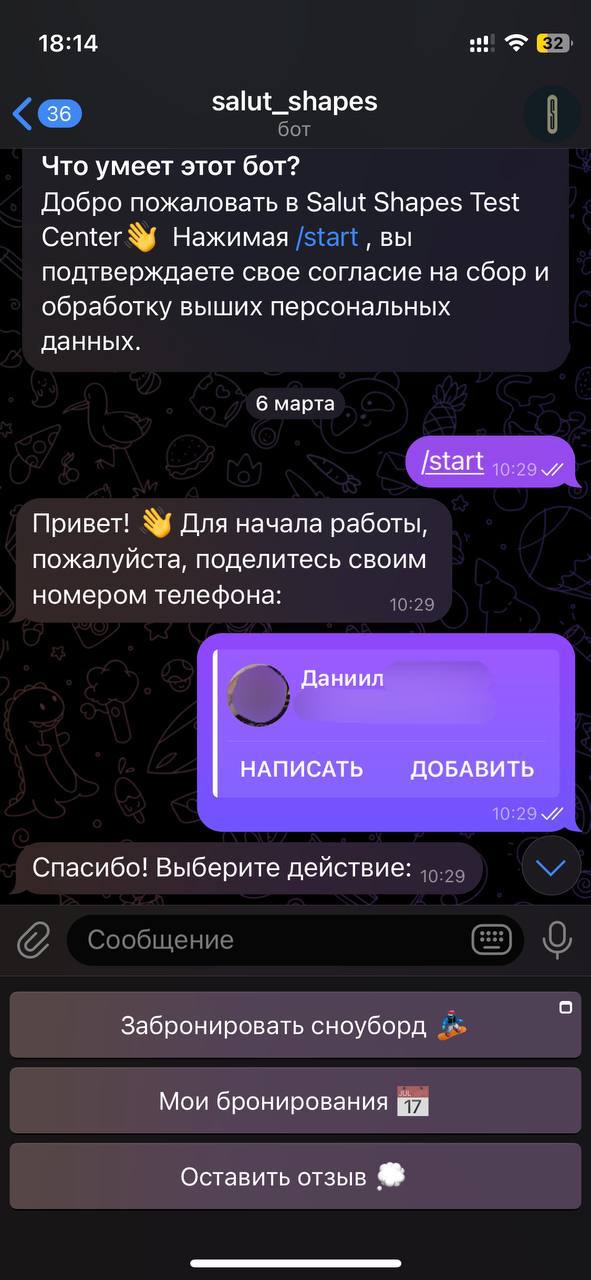 18:14
32
36
salut_shapes
бот
Что умеет этот бот?
Добро пожаловать в Salut Shapes Test
Center👋 Нажимая /start , вы
подтверждаете свое согласие на сбор и
обработку выших персональных
данных.
6 марта
/start 10:29
Привет! 👋 Для начала работы,
пожалуйста, поделитесь своим
номером телефона:
10:29
Даниил
НАПИСАТЬ ДОБАВИТЬ
10:29
Спасибо! Выберите действие: 10:29
Сообщение
Забронировать сноуборд 🏂
Мои бронирования 📅
JUL
17
Оставить отзыв 💭